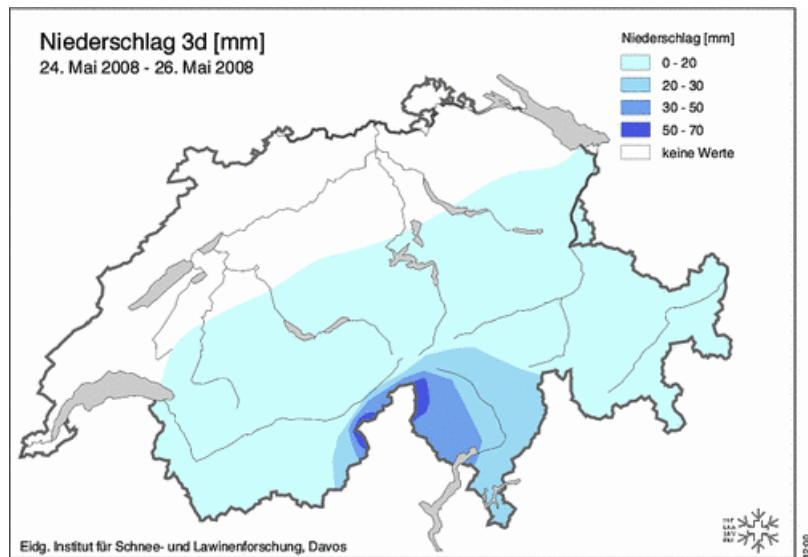 Niederschlag 3d [mm]
24. Mai 2008 - 26. Mai 2008
Niederschlag [mm]
0 - 20
20 - 30
30 - 50
50 - 70
keine Werte
Eidg. Institut für Schnee- und Lawinenforschung, Davos